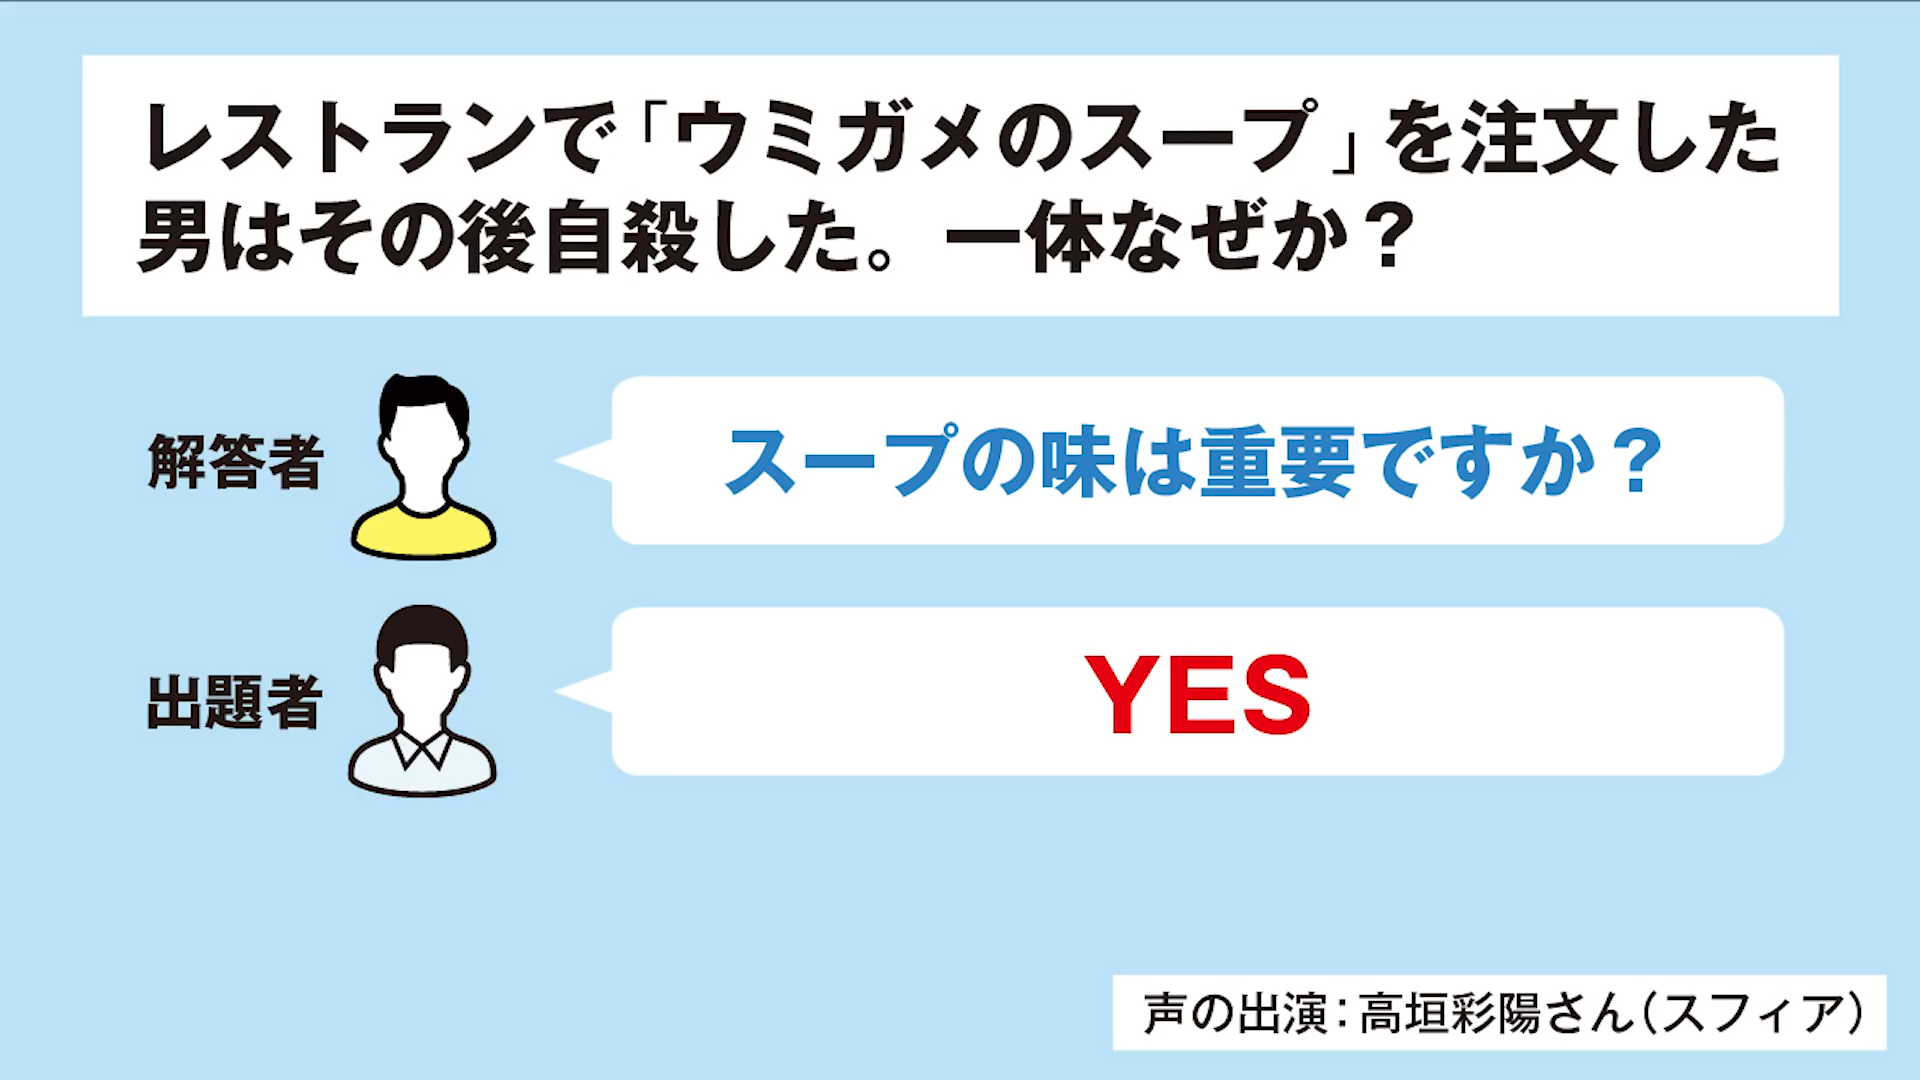 レストランで「ウミガメのスープ」を注文した
男はその後自殺した。一体なぜか？
解答者
スープの味は重要ですか？
出題者
YES
声の出演：高垣彩陽さん（スフィア）